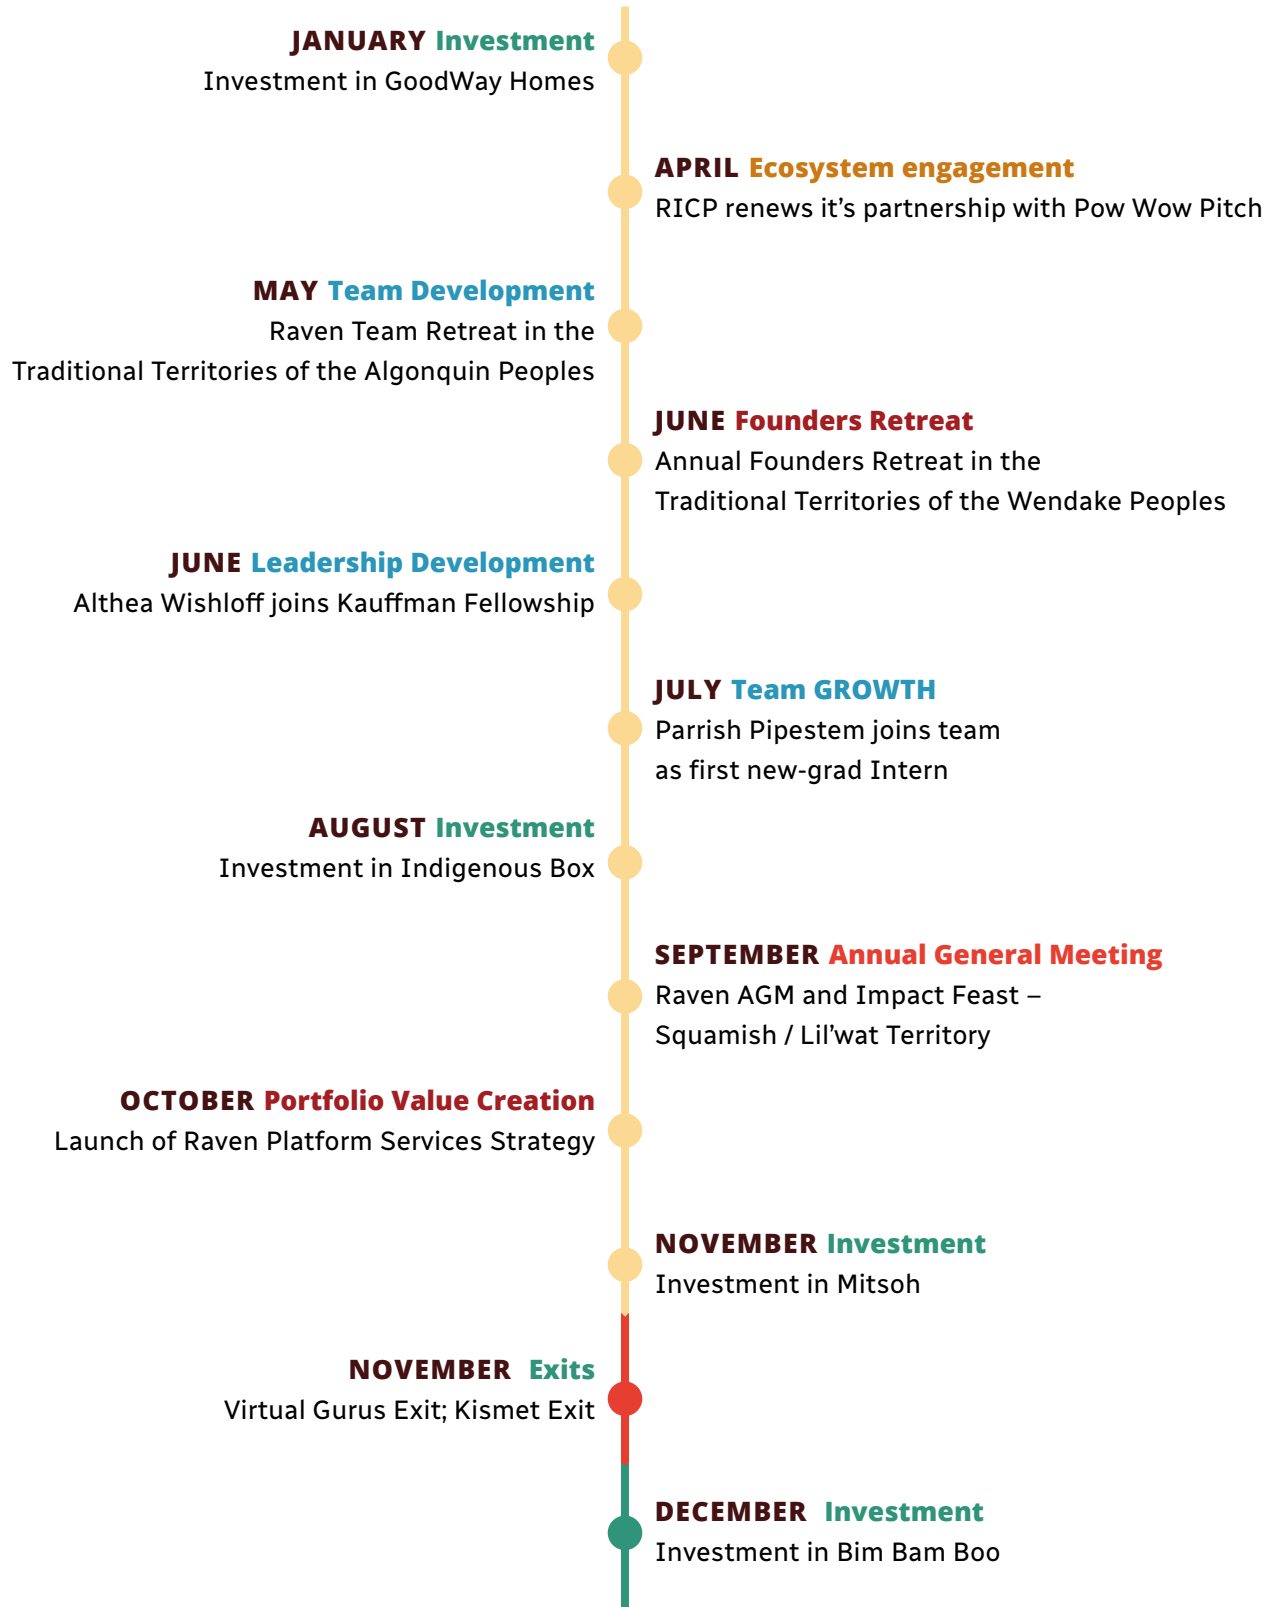 JANUARY Investment
Investment in GoodWay Homes
APRIL Ecosystem engagement
RICP renews it’s partnership with Pow Wow Pitch
MAY Team Development
Raven Team Retreat in the
Traditional Territories of the Algonquin Peoples
JUNE Founders Retreat
Annual Founders Retreat in the
Traditional Territories of the Wendake Peoples
JUNE Leadership Development
Althea Wishloff joins Kauffman Fellowship
JULY Team GROWTH
Parrish Pipestem joins team
as first new-grad Intern
AUGUST Investment
Investment in Indigenous Box
SEPTEMBER Annual General Meeting
Raven AGM and Impact Feast –
Squamish / Lil’wat Territory
OCTOBER Portfolio Value Creation
Launch of Raven Platform Services Strategy
NOVEMBER Investment
Investment in Mitsoh
NOVEMBER Exits
Virtual Gurus Exit; Kismet Exit
DECEMBER Investment
Investment in Bim Bam Boo